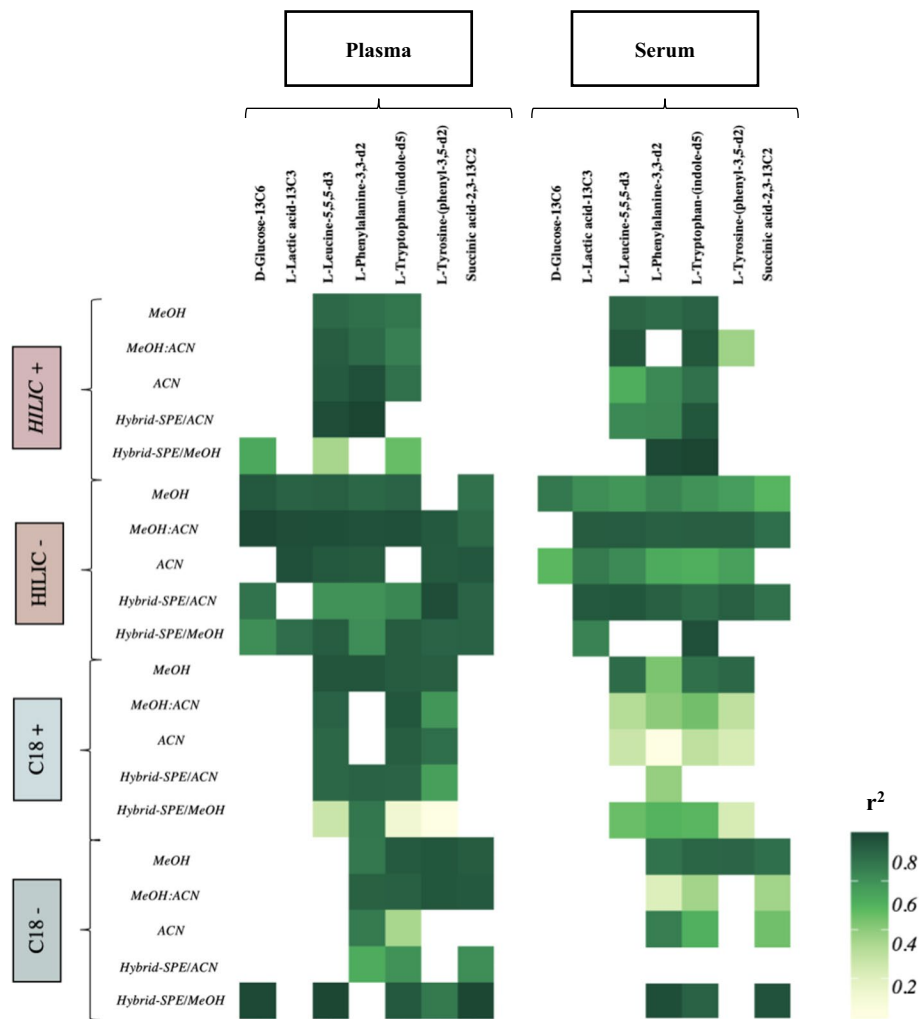 Plasma
Serum
D-Glucose-13C6
L-Lactic acid-13C3
L-Leucine-5,5,5-d3
L-Phenylalanine-3,3-d2
L-Tryptophan-(indole-d5)
L-Tyrosine-(phenyl-3,5-d2)
Succinic acid-2,3-13C2
D-Glucose-13C6
L-Lactic acid-13C3
L-Leucine-5,5,5-d3
L-Phenylalanine-3,3-d2
L-Tryptophan-(indole-d5)
L-Tyrosine-(phenyl-3,5-d2)
Succinic acid-2,3-13C2
HILIC +
MeOH
MeOH:ACN
ACN
Hybrid-SPE/ACN
Hybrid-SPE/MeOH
HILIC -
MeOH
MeOH:ACN
ACN
Hybrid-SPE/ACN
Hybrid-SPE/MeOH
C18 +
MeOH
MeOH:ACN
ACN
Hybrid-SPE/ACN
Hybrid-SPE/MeOH
C18 -
MeOH
MeOH:ACN
ACN
Hybrid-SPE/ACN
Hybrid-SPE/MeOH
r²
0.8
0.6
0.4
0.2